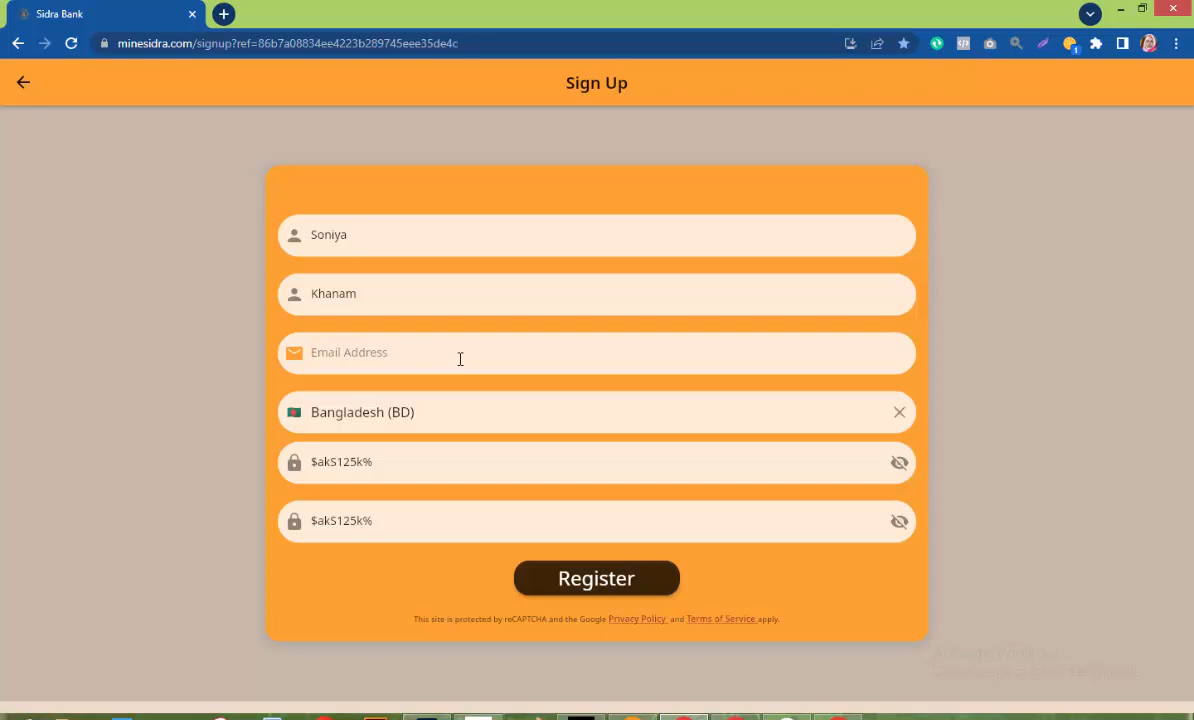 Sidra Bank
minesidra.com/signup?ref=86b7a08834ee4223b289745eee35de4c
Sign Up
Soniya
Khanam
Email Address
Bangladesh (BD)
$akS125k%
$akS125k%
Register
This site is protected by reCAPTCHA and the Google Privacy Policy and Terms of Service apply.